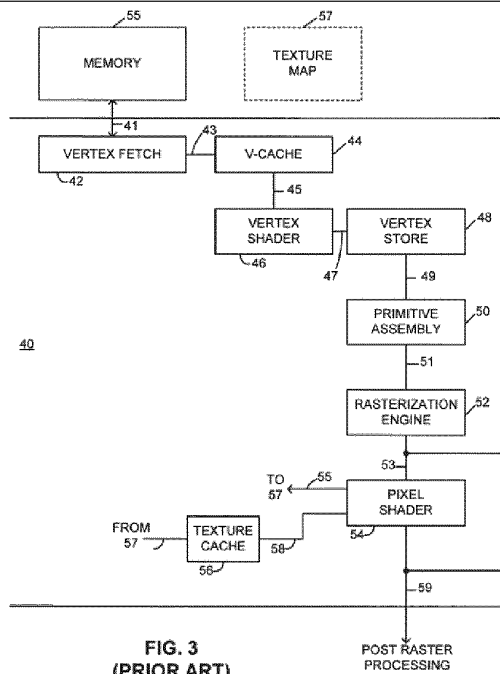 55
MEMORY
57
TEXTURE
MAP
41
43
VERTEX FETCH
42
V-CACHE
44
45
VERTEX
SHADER
46
47
VERTEX
STORE
48
49
PRIMITIVE
ASSEMBLY
50
51
40
RASTERIZATION
ENGINE
52
53
TO
57
55
PIXEL
SHADER
54
FROM
57
TEXTURE
CACHE
56
58
59
FIG. 3
(PRIOR ART)
POST RASTER
PROCESSING